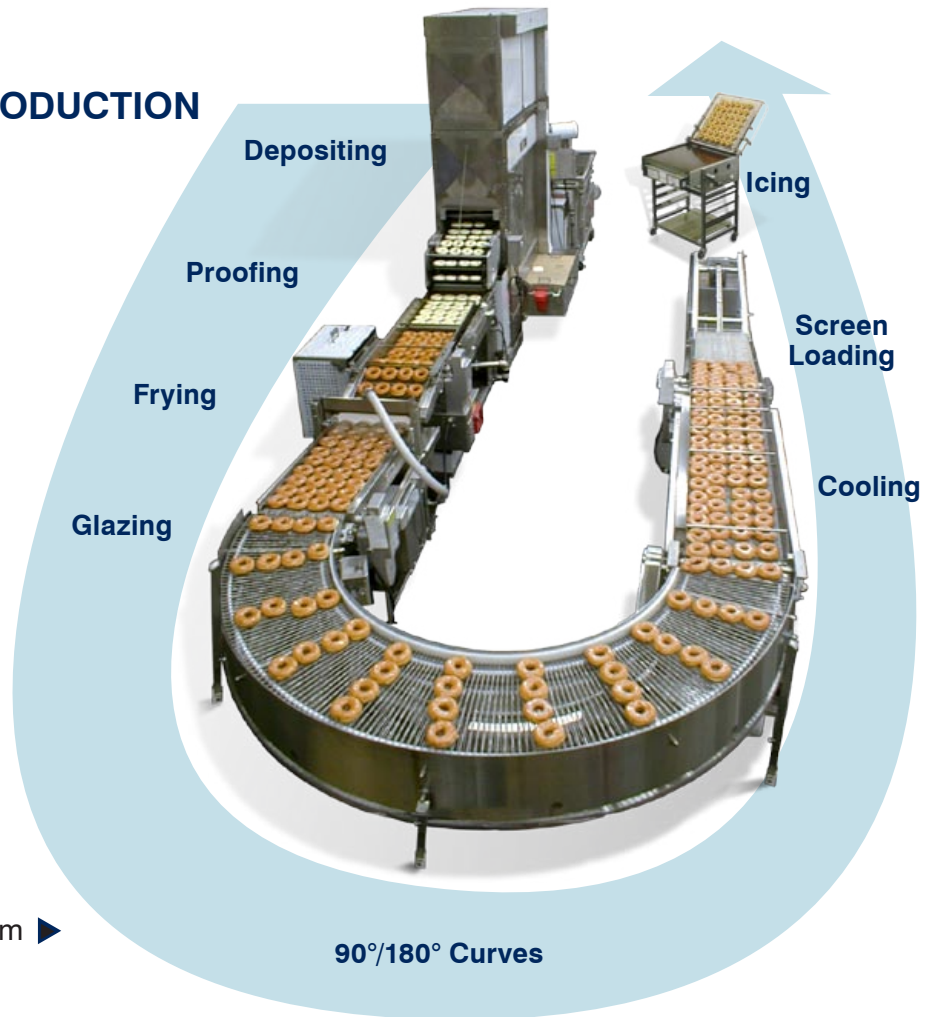 ODUCTION
Depositing
Proofing
Frying
Glazing
90°/180° Curves
Cooling
Screen
Loading
Icing
m